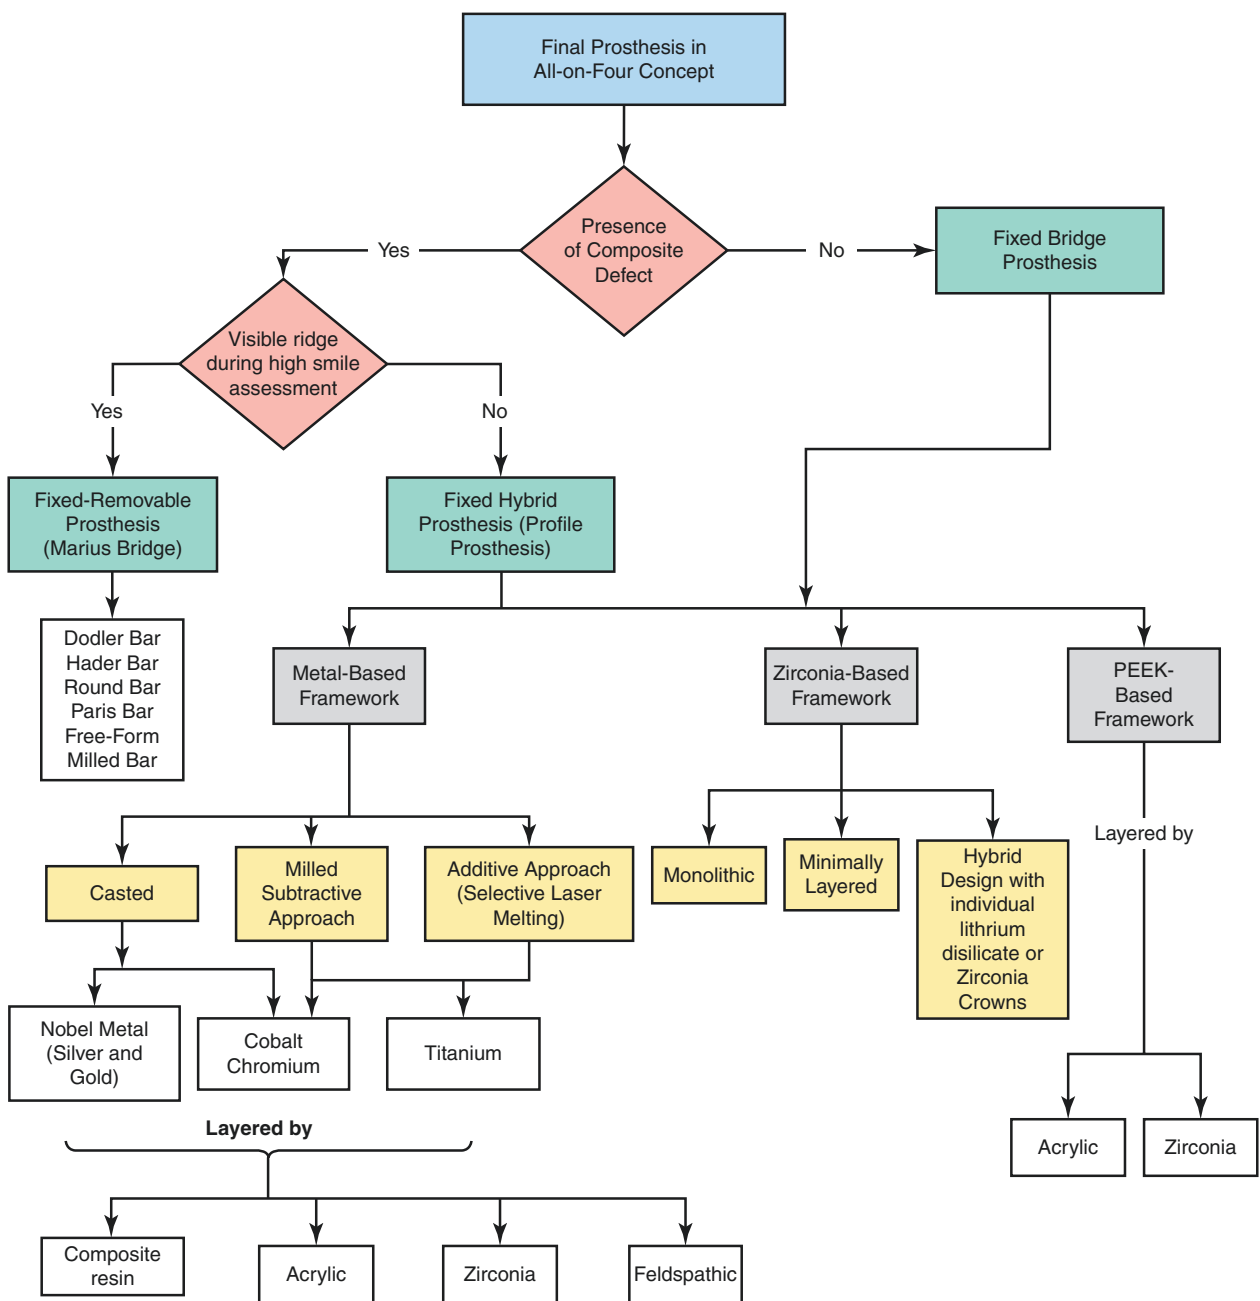 Final Prosthesis in
All-on-Four Concept
Presence
of Composite
Defect
Yes
No
Fixed Bridge
Prosthesis
Visible ridge
during high smile
assessment
Yes
No
Fixed-Removable
Prosthesis
(Marius Bridge)
Fixed Hybrid
Prosthesis (Profile
Prosthesis)
Dodler Bar
Hader Bar
Round Bar
Paris Bar
Free-Form
Milled Bar
Metal-Based
Framework
Zirconia-Based
Framework
PEEK-
Based
Framework
Casted
Milled
Subtractive
Approach
Additive Approach
(Selective Laser
Melting)
Monolithic
Minimally
Layered
Hybrid
Design with
individual
lithrium
disilicate or
Zirconia
Crowns
Layered by
Nobel Metal
(Silver and
Gold)
Cobalt
Chromium
Titanium
Acrylic
Zirconia
Layered by
Composite
resin
Acrylic
Zirconia
Feldspathic